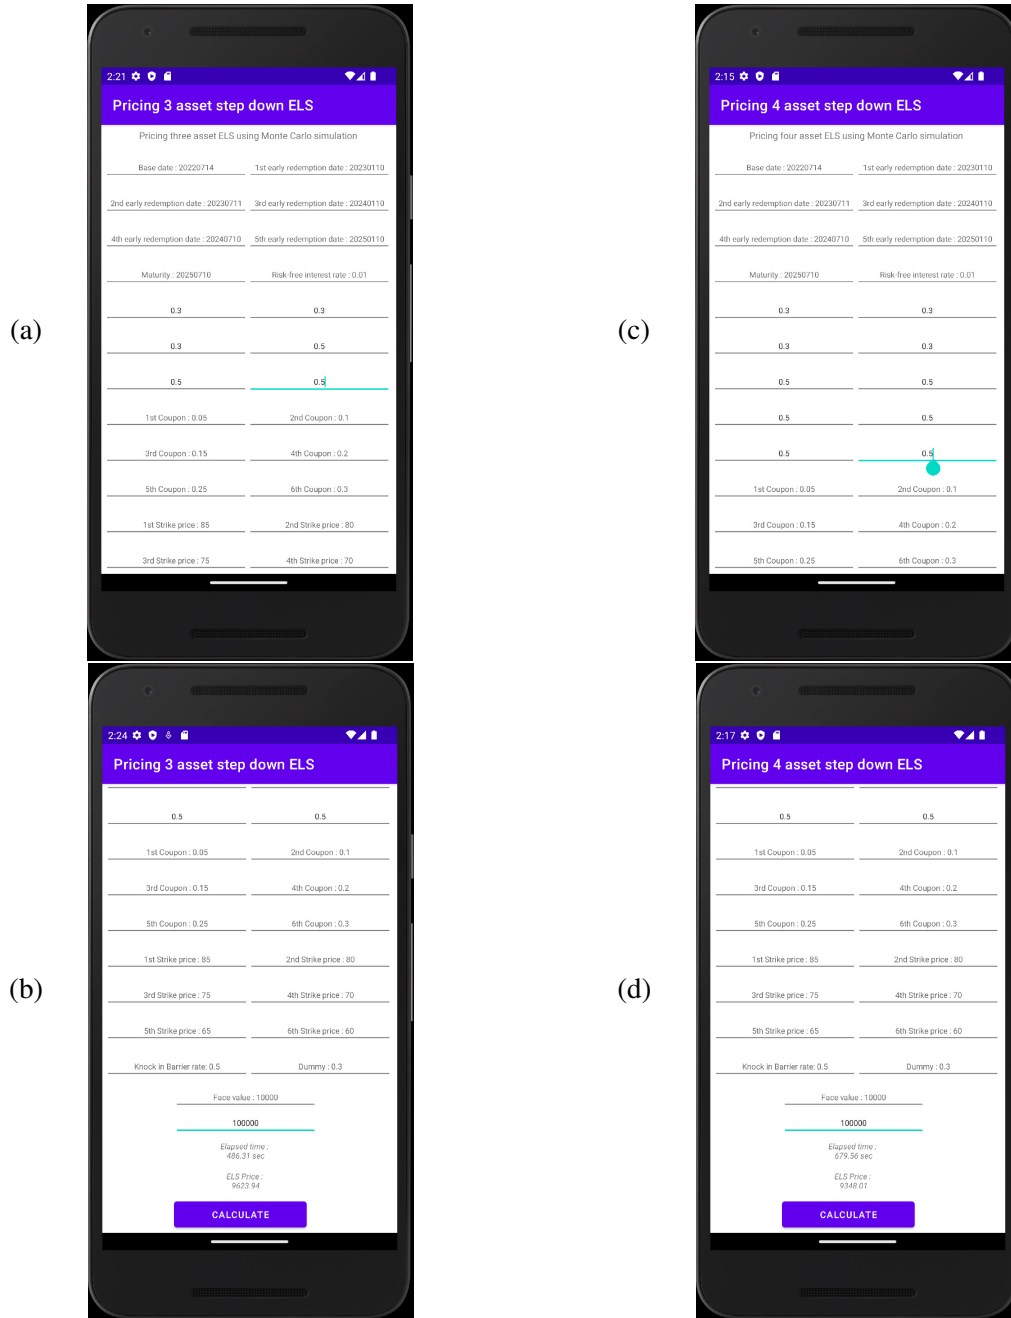 (a)
2:21
Pricing 3 asset step down ELS
Pricing three asset ELS using Monte Carlo simulation
Base date : 20220714 1st early redemption date : 20230110
2nd early redemption date : 20230711 3rd early redemption date : 20240110
4th early redemption date : 20240710 5th early redemption date : 20250110
Maturity : 20250710 Risk-free interest rate : 0.01
0.3 0.3
0.3 0.5
0.5 0.5
1st Coupon : 0.05 2nd Coupon : 0.1
3rd Coupon : 0.15 4th Coupon : 0.2
5th Coupon : 0.25 6th Coupon : 0.3
1st Strike price : 85 2nd Strike price : 80
3rd Strike price : 75 4th Strike price : 70
(c)
2:15
Pricing 4 asset step down ELS
Pricing four asset ELS using Monte Carlo simulation
Base date : 20220714 1st early redemption date : 20230110
2nd early redemption date : 20230711 3rd early redemption date : 20240110
4th early redemption date : 20240710 5th early redemption date : 20250110
Maturity : 20250710 Risk-free interest rate : 0.01
0.3 0.3
0.3 0.3
0.5 0.5
0.5 0.5
0.5 0.5
1st Coupon : 0.05 2nd Coupon : 0.1
3rd Coupon : 0.15 4th Coupon : 0.2
5th Coupon : 0.25 6th Coupon : 0.3
(b)
2:24
Pricing 3 asset step down ELS
0.5 0.5
1st Coupon : 0.05 2nd Coupon : 0.1
3rd Coupon : 0.15 4th Coupon : 0.2
5th Coupon : 0.25 6th Coupon : 0.3
1st Strike price : 85 2nd Strike price : 80
3rd Strike price : 75 4th Strike price : 70
5th Strike price : 65 6th Strike price : 60
Knock in Barrier rate: 0.5 Dummy : 0.3
Face value : 10000
100000
Elapsed time :
486.31 sec
ELS Price :
9623.94
CALCULATE
(d)
2:17
Pricing 4 asset step down ELS
0.5 0.5
1st Coupon : 0.05 2nd Coupon : 0.1
3rd Coupon : 0.15 4th Coupon : 0.2
5th Coupon : 0.25 6th Coupon : 0.3
1st Strike price : 85 2nd Strike price : 80
3rd Strike price : 75 4th Strike price : 70
5th Strike price : 65 6th Strike price : 60
Knock in Barrier rate: 0.5 Dummy : 0.3
Face value : 10000
100000
Elapsed time :
679.56 sec
ELS Price :
9348.01
CALCULATE